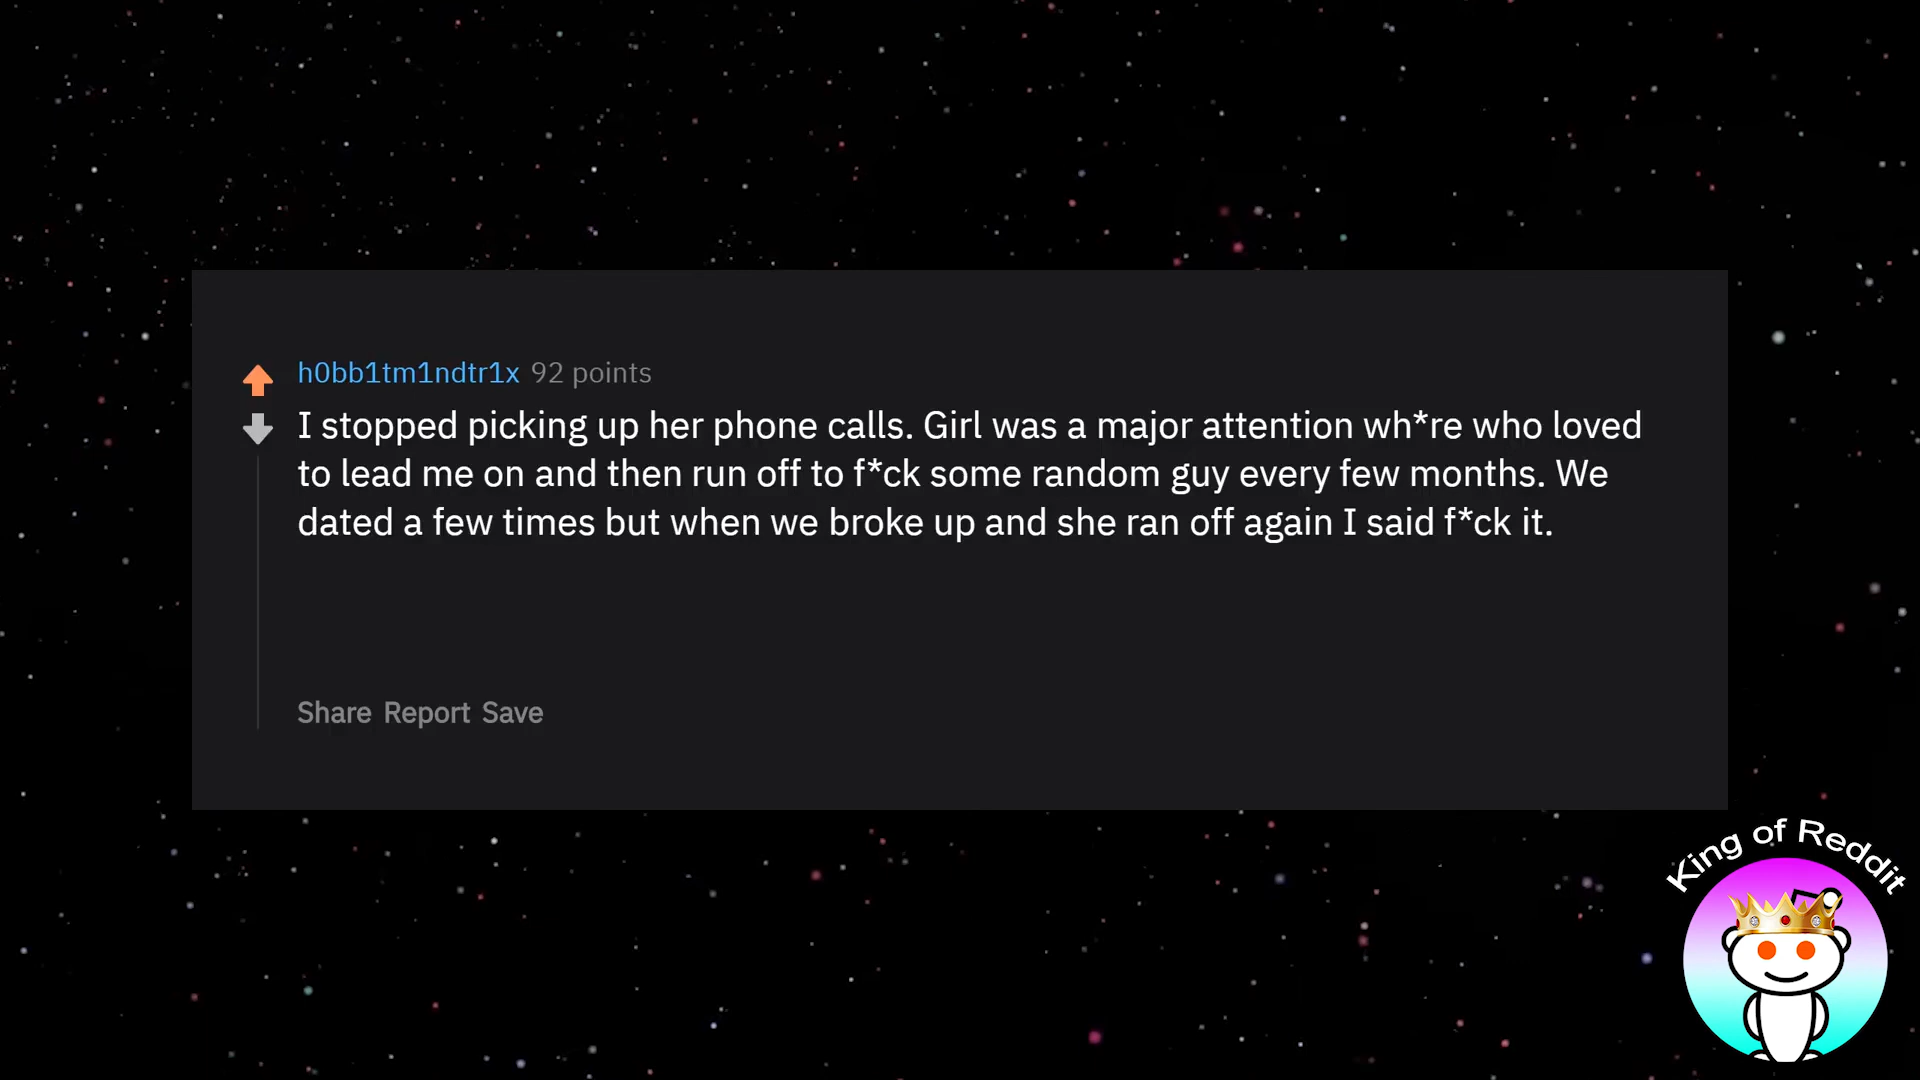 h0bb1tm1ndtr1x 92 points
I stopped picking up her phone calls. Girl was a major attention wh*re who loved
to lead me on and then run off to f*ck some random guy every few months. We
dated a few times but when we broke up and she ran off again I said f*ck it.
Share Report Save
King of Reddit